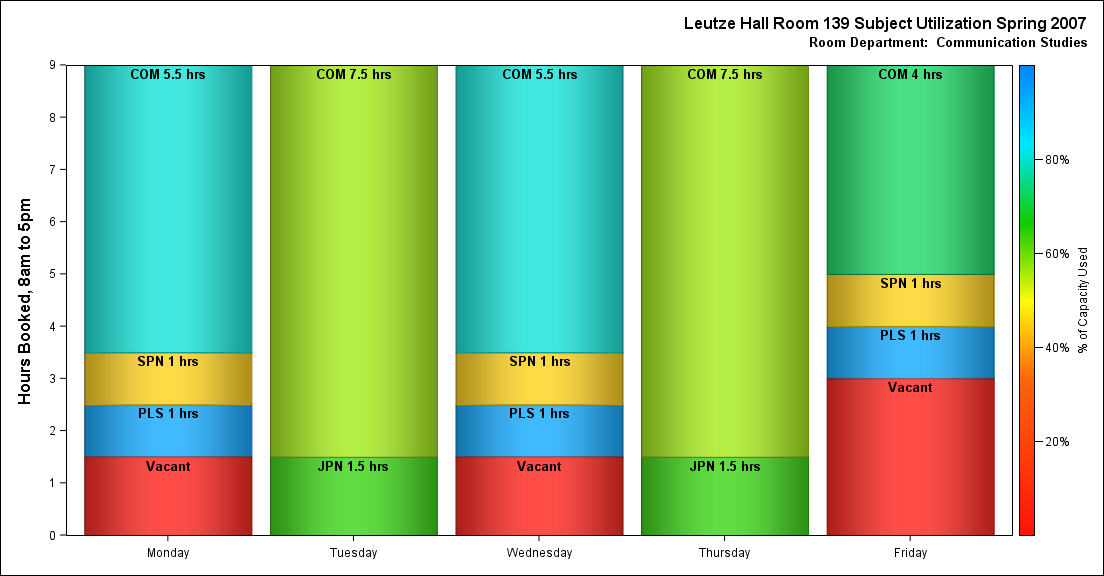 Leutze Hall Room 139 Subject Utilization Spring 2007
Room Department:  Communication Studies
Hours Booked, 8am to 5pm
9
8
7
6
5
4
3
2
1
0
COM 5.5 hrs
SPN 1 hrs
PLS 1 hrs
Vacant
COM 7.5 hrs
JPN 1.5 hrs
COM 5.5 hrs
SPN 1 hrs
PLS 1 hrs
Vacant
COM 7.5 hrs
JPN 1.5 hrs
COM 4 hrs
SPN 1 hrs
PLS 1 hrs
Vacant
Monday
Tuesday
Wednesday
Thursday
Friday
80%
60%
40%
20%
% of Capacity Used